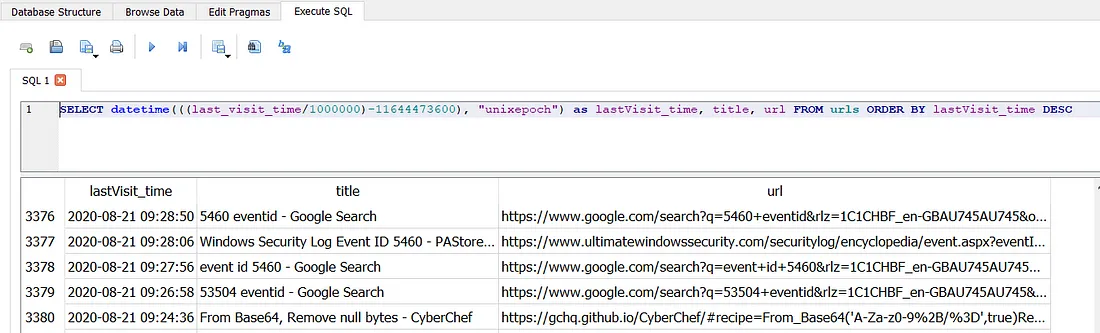 Database Structure Browse Data Edit Pragmas Execute SQL
SQL 1
1 SELECT datetime(((last_visit_time/1000000)-11644473600), "unixepoch") as lastVisit_time, title, url FROM urls ORDER BY lastVisit_time DESC
lastVisit_time title url
3376 2020-08-21 09:28:50 5460 eventid - Google Search https://www.google.com/search?q=5460+eventid&rlz=1C1CHBF_en-GBAU745AU745&o...
3377 2020-08-21 09:28:06 Windows Security Log Event ID 5460 - PAStore... https://www.ultimatewindowssecurity.com/securitylog/encyclopedia/event.aspx?eventI...
3378 2020-08-21 09:27:56 event id 5460 - Google Search https://www.google.com/search?q=event+id+5460&rlz=1C1CHBF_en-GBAU745AU745...
3379 2020-08-21 09:26:58 53504 eventid - Google Search https://www.google.com/search?q=53504+eventid&rlz=1C1CHBF_en-GBAU745AU745&...
3380 2020-08-21 09:24:36 From Base64, Remove null bytes - CyberChef https://gchq.github.io/CyberChef/#recipe=From_Base64('A-Za-z0-9%2B/%3D',true)Re...